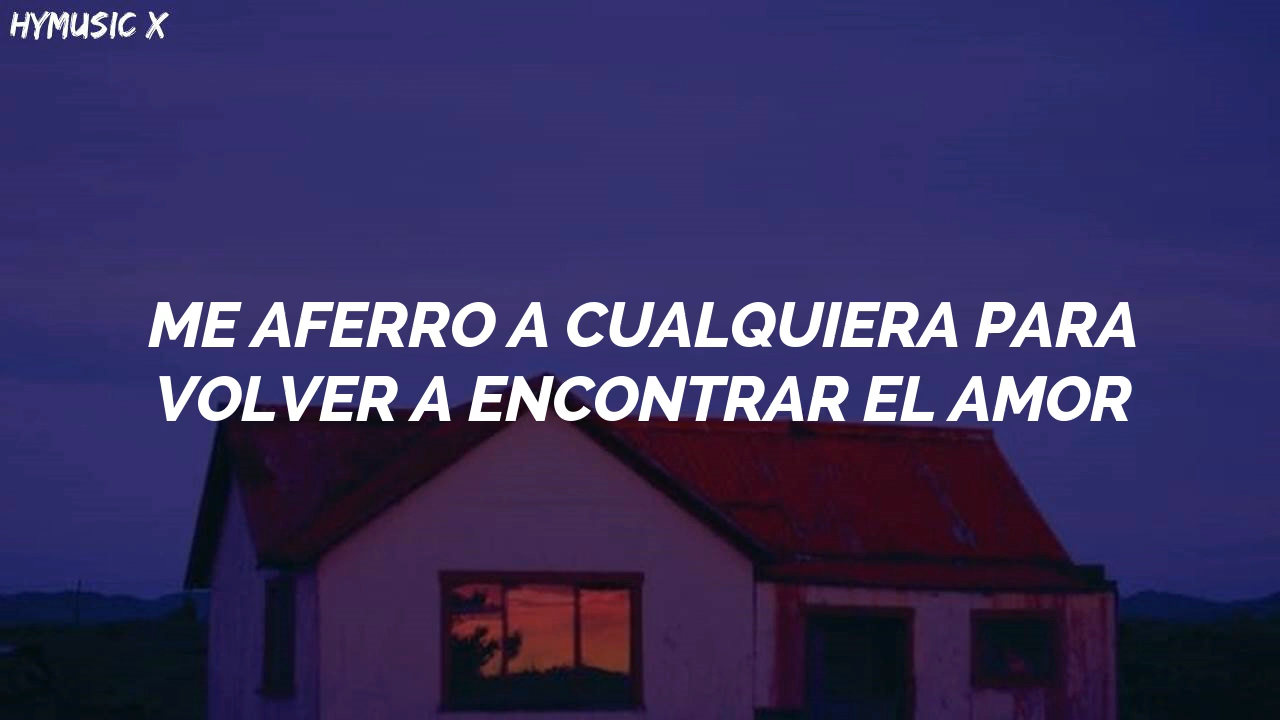 HYMUSIC X
ME AFERRO A CUALQUIERA PARA
VOLVER A ENCONTRAR EL AMOR